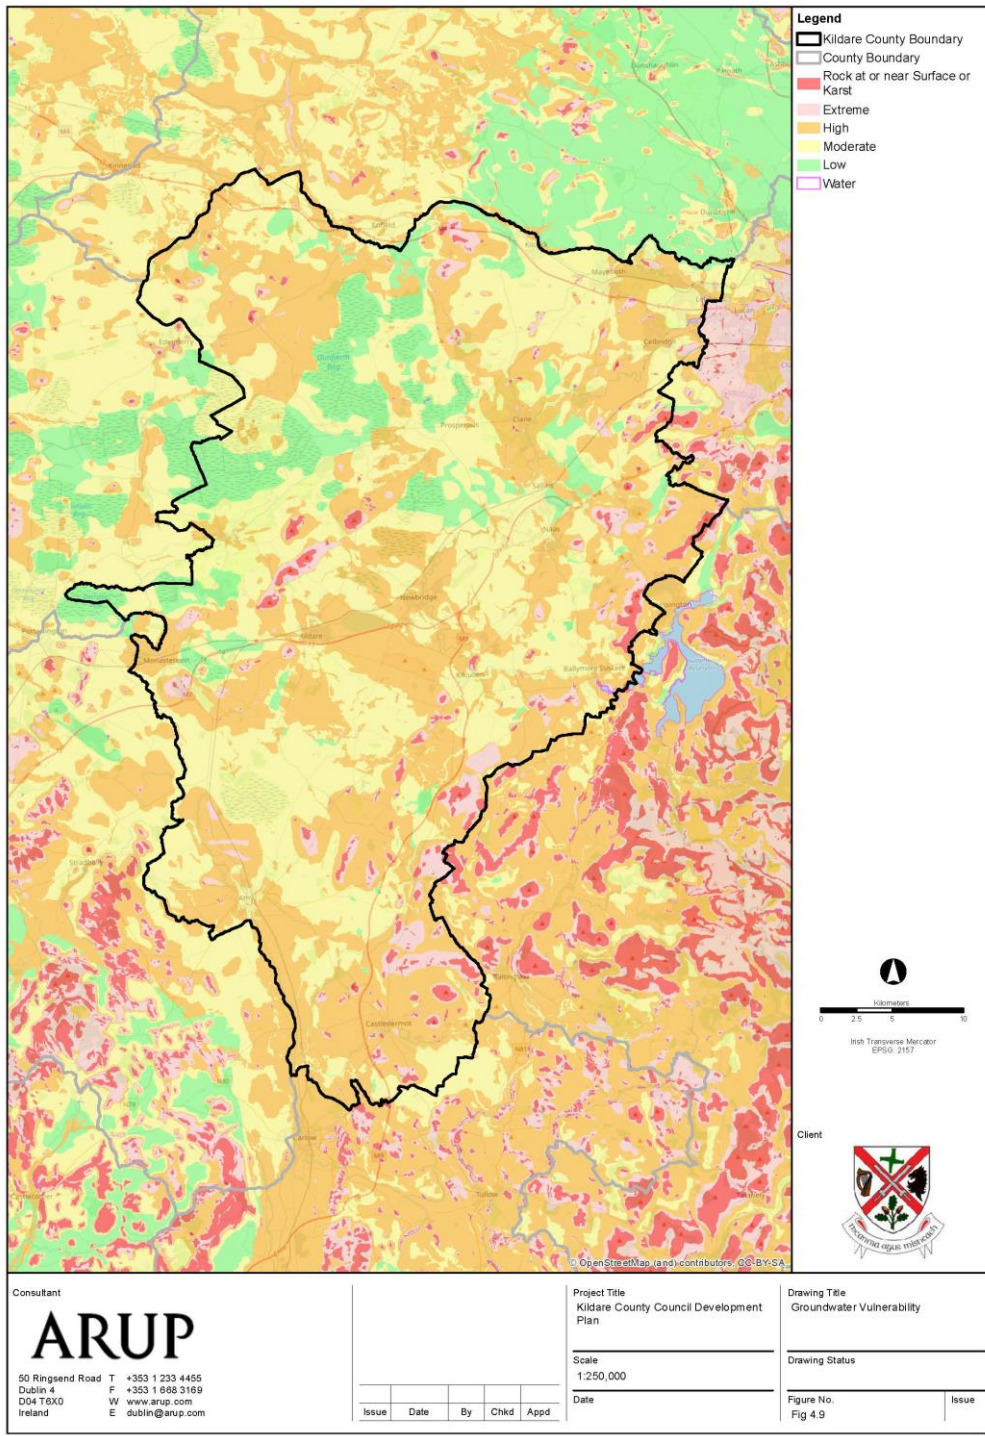 Legend
Kildare County Boundary
County Boundary
Rock at or near Surface or
Karst
Extreme
High
Moderate
Low
Water
Kilcock
Maynooth
Celbridge
Lucan
Edenderry
Prosperous
Clane
Sallins
Naas
Newbridge
Kildare
Monasterevin
Kilcullen
Ballymore Eustace
Stradbally
Athy
Baltinglass
Castledermot
Carlow
Tullow
Castlecomer
© OpenStreetMap (and) contributors, CC-BY-SA
Kilometers
0 2.5 5 10
Irish Transverse Mercator
EPSG: 2157
Client
meanma agus misneach
Consultant
ARUP
50 Ringsend Road T +353 1 233 4455
Dublin 4 F +353 1 668 3169
D04 T6X0 W www.arup.com
Ireland E dublin@arup.com
Issue Date By Chkd Appd
Project Title
Kildare County Council Development
Plan
Scale
1:250,000
Date
Drawing Title
Groundwater Vulnerability
Drawing Status
Figure No. Issue
Fig 4.9